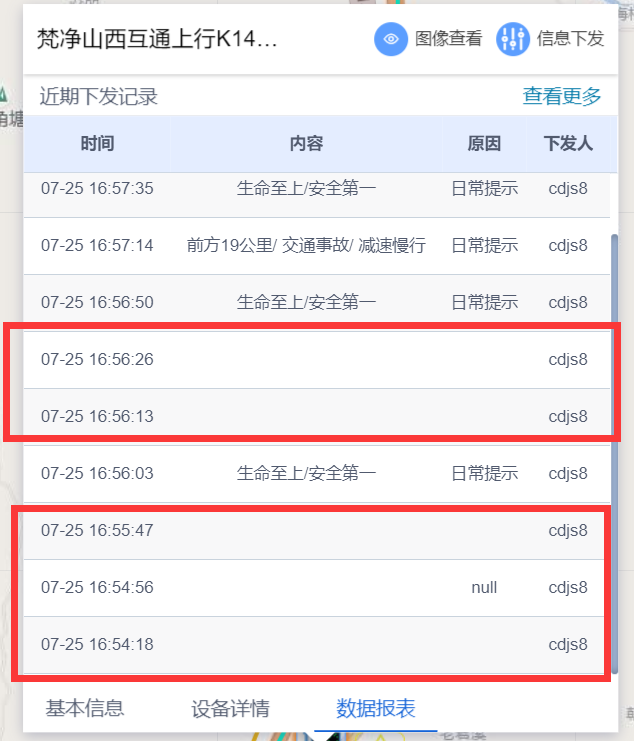 梵净山西互通上行K14... 图像查看 信息下发
近期下发记录 查看更多
时间 内容 原因 下发人
07-25 16:57:35 生命至上/安全第一 日常提示 cdjs8
07-25 16:57:14 前方19公里/ 交通事故/ 减速慢行 日常提示 cdjs8
07-25 16:56:50 生命至上/安全第一 日常提示 cdjs8
07-25 16:56:26 cdjs8
07-25 16:56:13 cdjs8
07-25 16:56:03 生命至上/安全第一 日常提示 cdjs8
07-25 16:55:47 cdjs8
07-25 16:54:56 null cdjs8
07-25 16:54:18 cdjs8
基本信息 设备详情 数据报表